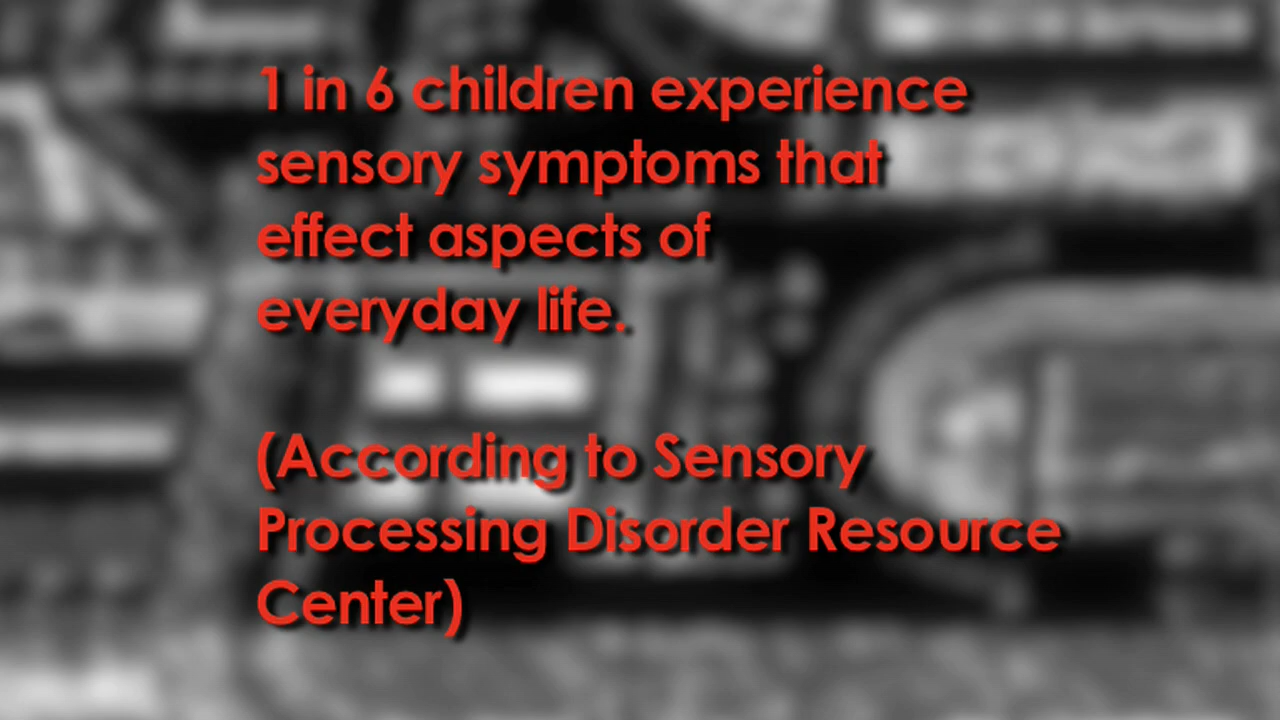 1 in 6 children experience
sensory symptoms that
effect aspects of
everyday life.
(According to Sensory
Processing Disorder Resource
Center)